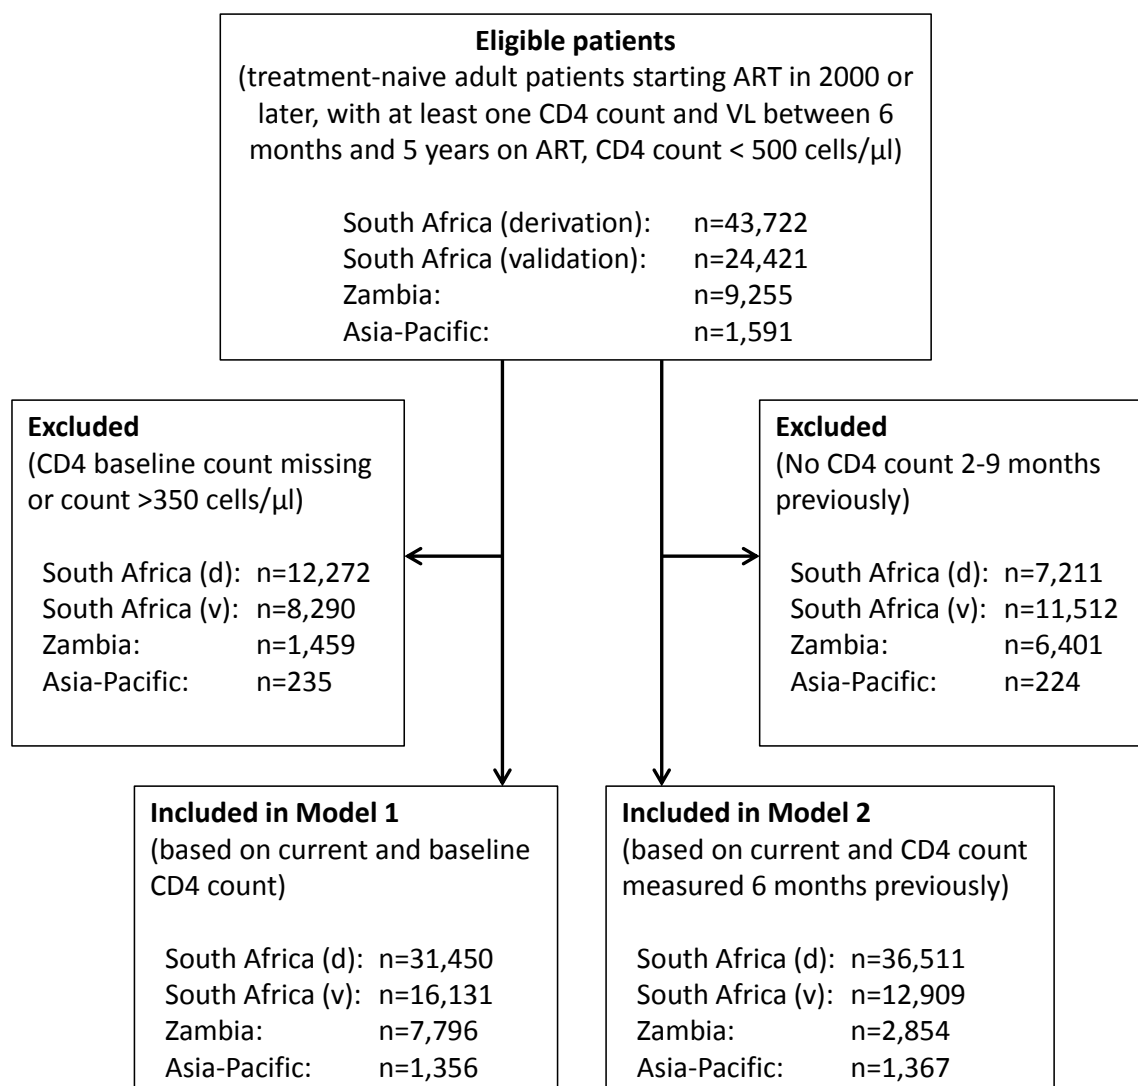 Eligible patients
(treatment-naive adult patients starting ART in 2000 or
later, with at least one CD4 count and VL between 6
months and 5 years on ART, CD4 count < 500 cells/µl)
South Africa (derivation): n=43,722
South Africa (validation): n=24,421
Zambia: n=9,255
Asia-Pacific: n=1,591
Excluded
(CD4 baseline count missing
or count >350 cells/µl)
South Africa (d): n=12,272
South Africa (v): n=8,290
Zambia: n=1,459
Asia-Pacific: n=235
Excluded
(No CD4 count 2-9 months
previously)
South Africa (d): n=7,211
South Africa (v): n=11,512
Zambia: n=6,401
Asia-Pacific: n=224
Included in Model 1
(based on current and baseline
CD4 count)
South Africa (d): n=31,450
South Africa (v): n=16,131
Zambia: n=7,796
Asia-Pacific: n=1,356
Included in Model 2
(based on current and CD4 count
measured 6 months previously)
South Africa (d): n=36,511
South Africa (v): n=12,909
Zambia: n=2,854
Asia-Pacific: n=1,367